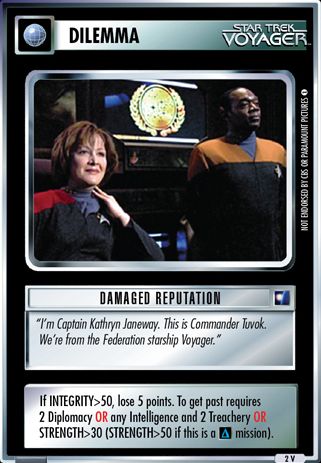 DILEMMA
STAR TREK
VOYAGER
NOT ENDORSED BY CBS OR PARAMOUNT PICTURES
DAMAGED REPUTATION
“I’m Captain Kathryn Janeway. This is Commander Tuvok.
We’re from the Federation starship Voyager.”
If INTEGRITY>50, lose 5 points. To get past requires
2 Diplomacy OR any Intelligence and 2 Treachery OR
STRENGTH>30 (STRENGTH>50 if this is a mission).
2 V